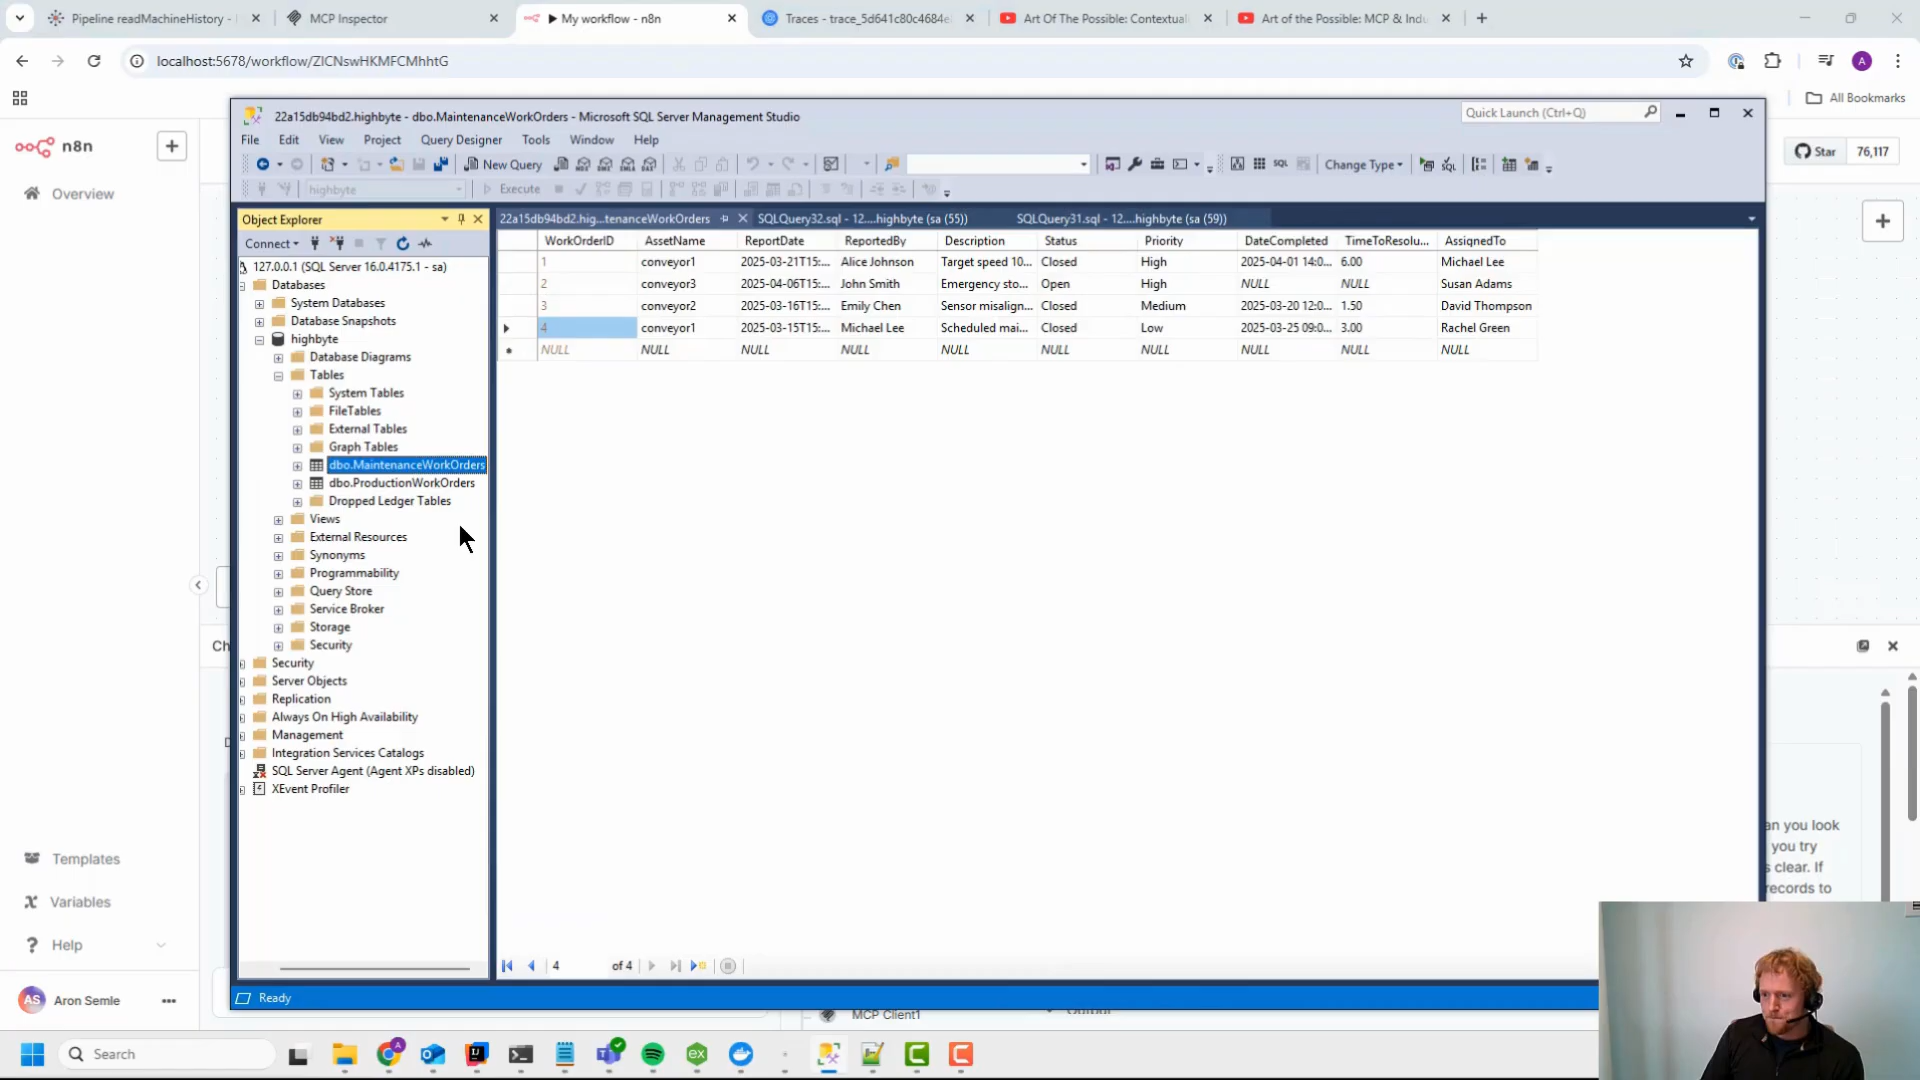 Pipeline readMachineHistory -
MCP Inspector
▶ My workflow - n8n
Traces - trace_5d641c80c4684e
Art Of The Possible: Contextual
Art of the Possible: MCP & Indu
localhost:5678/workflow/ZlCNswHKMFCMhhtG
A
All Bookmarks
n8n
Overview
Star
76,117
22a15db94bd2.highbyte - dbo.MaintenanceWorkOrders - Microsoft SQL Server Management Studio
Quick Launch (Ctrl+Q)
File Edit View Project Query Designer Tools Window Help
New Query
Change Type
highbyte
Execute
Object Explorer
22a15db94bd2.hig...tenanceWorkOrders
SQLQuery32.sql - 12....highbyte (sa (55))
SQLQuery31.sql - 12....highbyte (sa (59))
Connect
127.0.0.1 (SQL Server 16.0.4175.1 - sa)
Databases
System Databases
Database Snapshots
highbyte
Database Diagrams
Tables
System Tables
FileTables
External Tables
Graph Tables
dbo.MaintenanceWorkOrders
dbo.ProductionWorkOrders
Dropped Ledger Tables
Views
External Resources
Synonyms
Programmability
Query Store
Service Broker
Storage
Security
Security
Server Objects
Replication
Always On High Availability
Management
Integration Services Catalogs
SQL Server Agent (Agent XPs disabled)
XEvent Profiler
WorkOrderID AssetName ReportDate ReportedBy Description Status Priority DateCompleted TimeToResolu... AssignedTo
1 conveyor1 2025-03-21T15:... Alice Johnson Target speed 10... Closed High 2025-04-01 14:0... 6.00 Michael Lee
2 conveyor3 2025-04-06T15:... John Smith Emergency sto... Open High NULL NULL Susan Adams
3 conveyor2 2025-03-16T15:... Emily Chen Sensor misalign... Closed Medium 2025-03-20 12:0... 1.50 David Thompson
4 conveyor1 2025-03-15T15:... Michael Lee Scheduled mai... Closed Low 2025-03-25 09:0... 3.00 Rachel Green
NULL NULL NULL NULL NULL NULL NULL NULL NULL NULL
4 of 4
Ready
Ch
an you look
you try
s clear. If
records to
Templates
Variables
Help
AS
Aron Semle
MCP Client1
Search